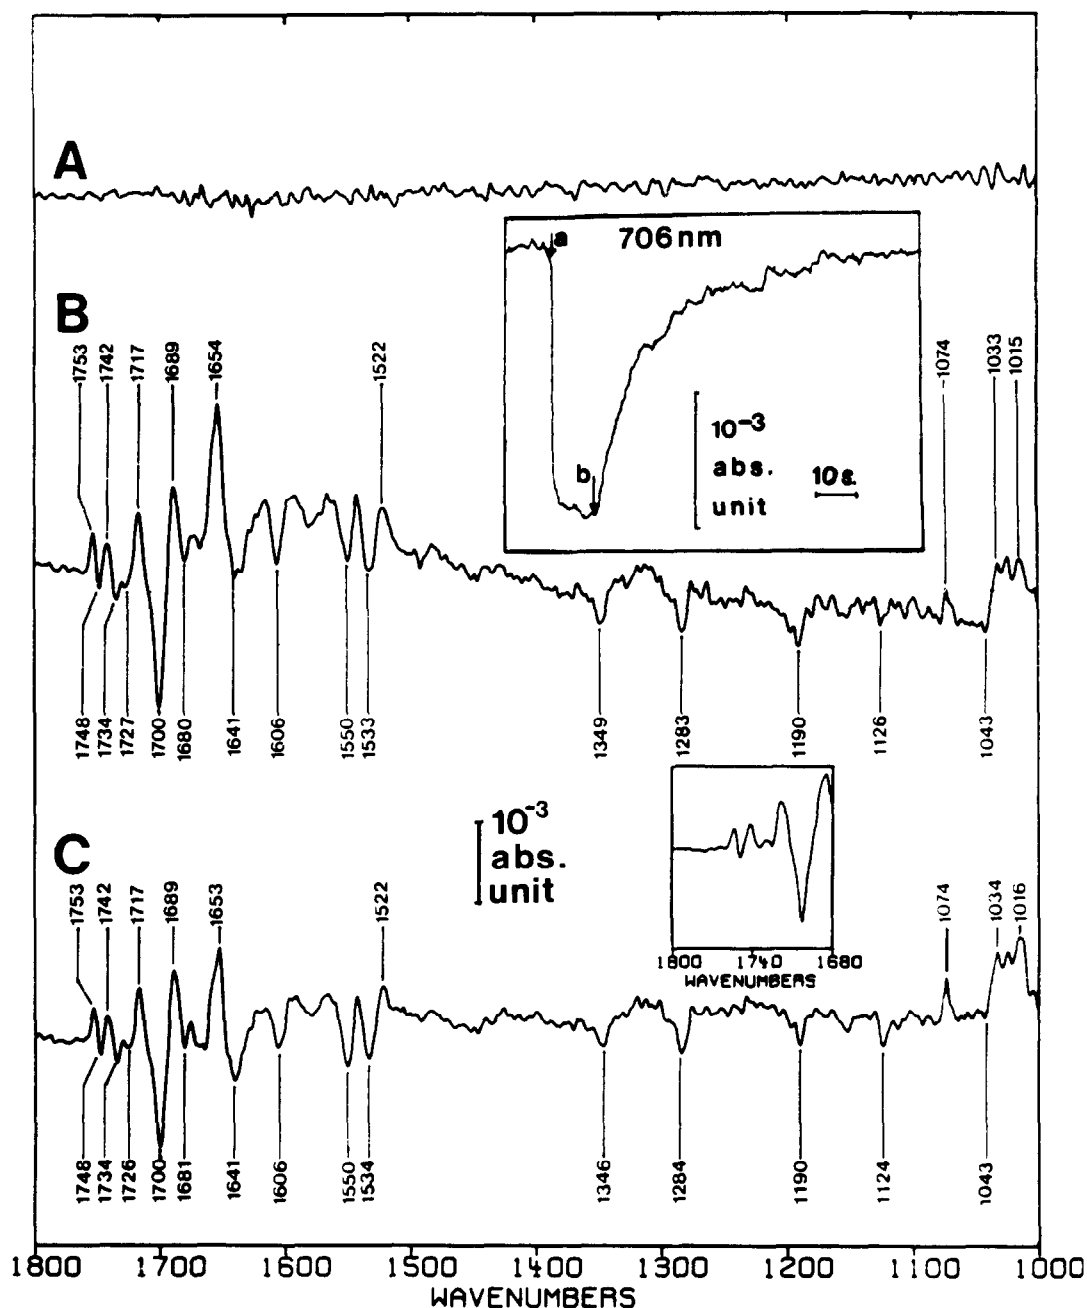 A
a 706nm
B
1753 1742 1717 1689 1654 1522 1074 1033 1015
10⁻³
abs.
unit
10s.
b
1748 1734 1727 1700 1680 1641 1606 1550 1533 1349 1283 1190 1126 1043
10⁻³
abs.
unit
1800 1740 1680
WAVENUMBERS
C
1753 1742 1717 1689 1653 1522 1074 1034 1016
1748 1734 1726 1700 1681 1641 1606 1550 1534 1346 1284 1190 1124 1043
1800 1700 1600 1500 1400 1300 1200 1100 1000
WAVENUMBERS